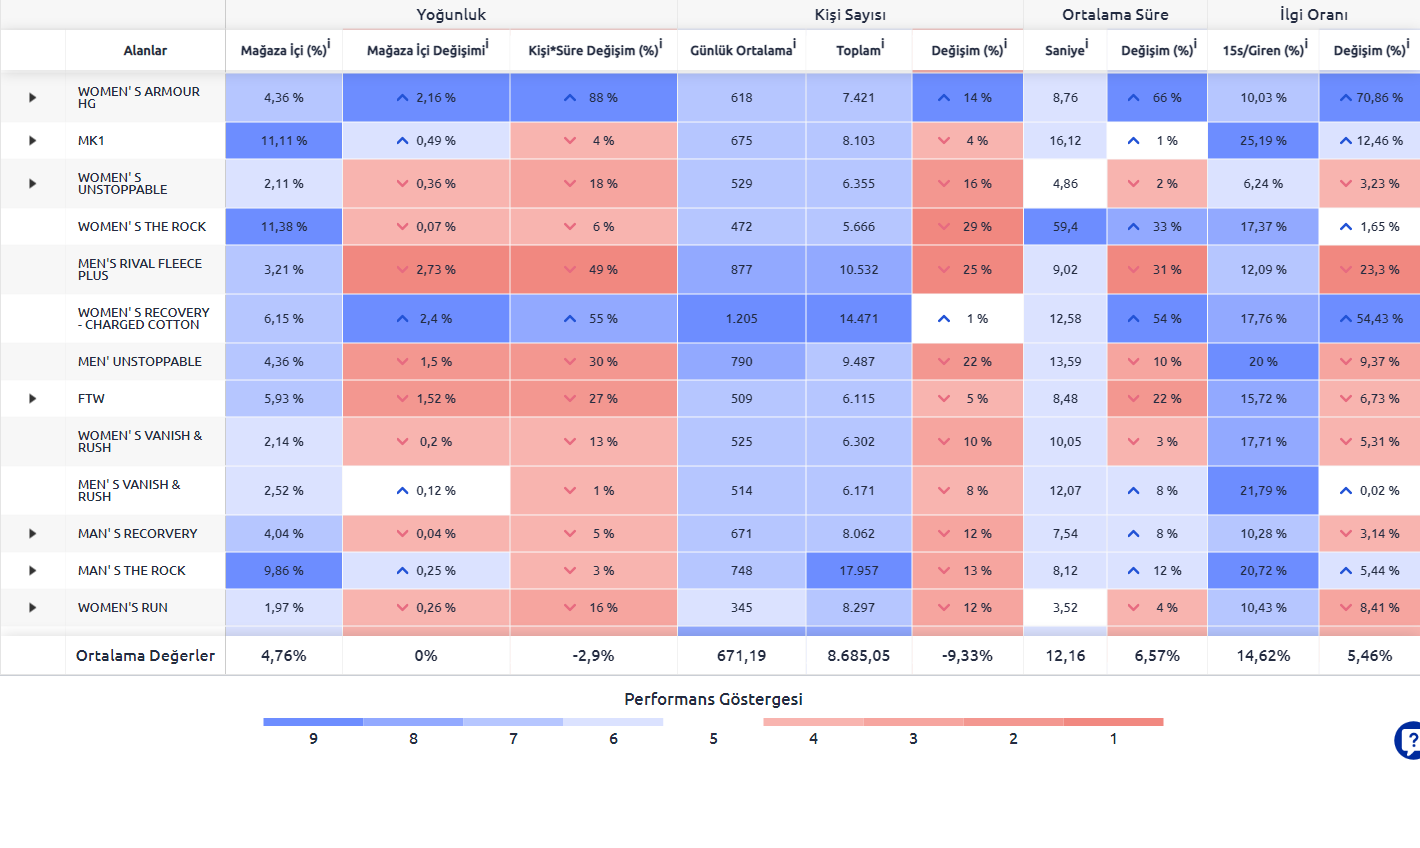 Yoğunluk Kişi Sayısı Ortalama Süre İlgi Oranı
Alanlar Mağaza İçi (%)i Mağaza İçi Değişimii Kişi*Süre Değişim (%)i Günlük Ortalamai Toplami Değişim (%)i Saniyei Değişim (%)i 15s/Giren (%)i Değişim (%)i
WOMEN' S ARMOUR
HG
4,36 % 2,16 % 88 % 618 7.421 14 % 8,76 66 % 10,03 % 70,86 %
MK1 11,11 % 0,49 % 4 % 675 8.103 4 % 16,12 1 % 25,19 % 12,46 %
WOMEN' S
UNSTOPPABLE
2,11 % 0,36 % 18 % 529 6.355 16 % 4,86 2 % 6,24 % 3,23 %
WOMEN' S THE ROCK 11,38 % 0,07 % 6 % 472 5.666 29 % 59,4 33 % 17,37 % 1,65 %
MEN'S RIVAL FLEECE
PLUS
3,21 % 2,73 % 49 % 877 10.532 25 % 9,02 31 % 12,09 % 23,3 %
WOMEN' S RECOVERY
- CHARGED COTTON
6,15 % 2,4 % 55 % 1.205 14.471 1 % 12,58 54 % 17,76 % 54,43 %
MEN' UNSTOPPABLE 4,36 % 1,5 % 30 % 790 9.487 22 % 13,59 10 % 20 % 9,37 %
FTW 5,93 % 1,52 % 27 % 509 6.115 5 % 8,48 22 % 15,72 % 6,73 %
WOMEN' S VANISH &
RUSH
2,14 % 0,2 % 13 % 525 6.302 10 % 10,05 3 % 17,71 % 5,31 %
MEN' S VANISH &
RUSH
2,52 % 0,12 % 1 % 514 6.171 8 % 12,07 8 % 21,79 % 0,02 %
MAN' S RECORVERY 4,04 % 0,04 % 5 % 671 8.062 12 % 7,54 8 % 10,28 % 3,14 %
MAN' S THE ROCK 9,86 % 0,25 % 3 % 748 17.957 13 % 8,12 12 % 20,72 % 5,44 %
WOMEN'S RUN 1,97 % 0,26 % 16 % 345 8.297 12 % 3,52 4 % 10,43 % 8,41 %
Ortalama Değerler 4,76% 0% -2,9% 671,19 8.685,05 -9,33% 12,16 6,57% 14,62% 5,46%
Performans Göstergesi
9 8 7 6 5 4 3 2 1
?